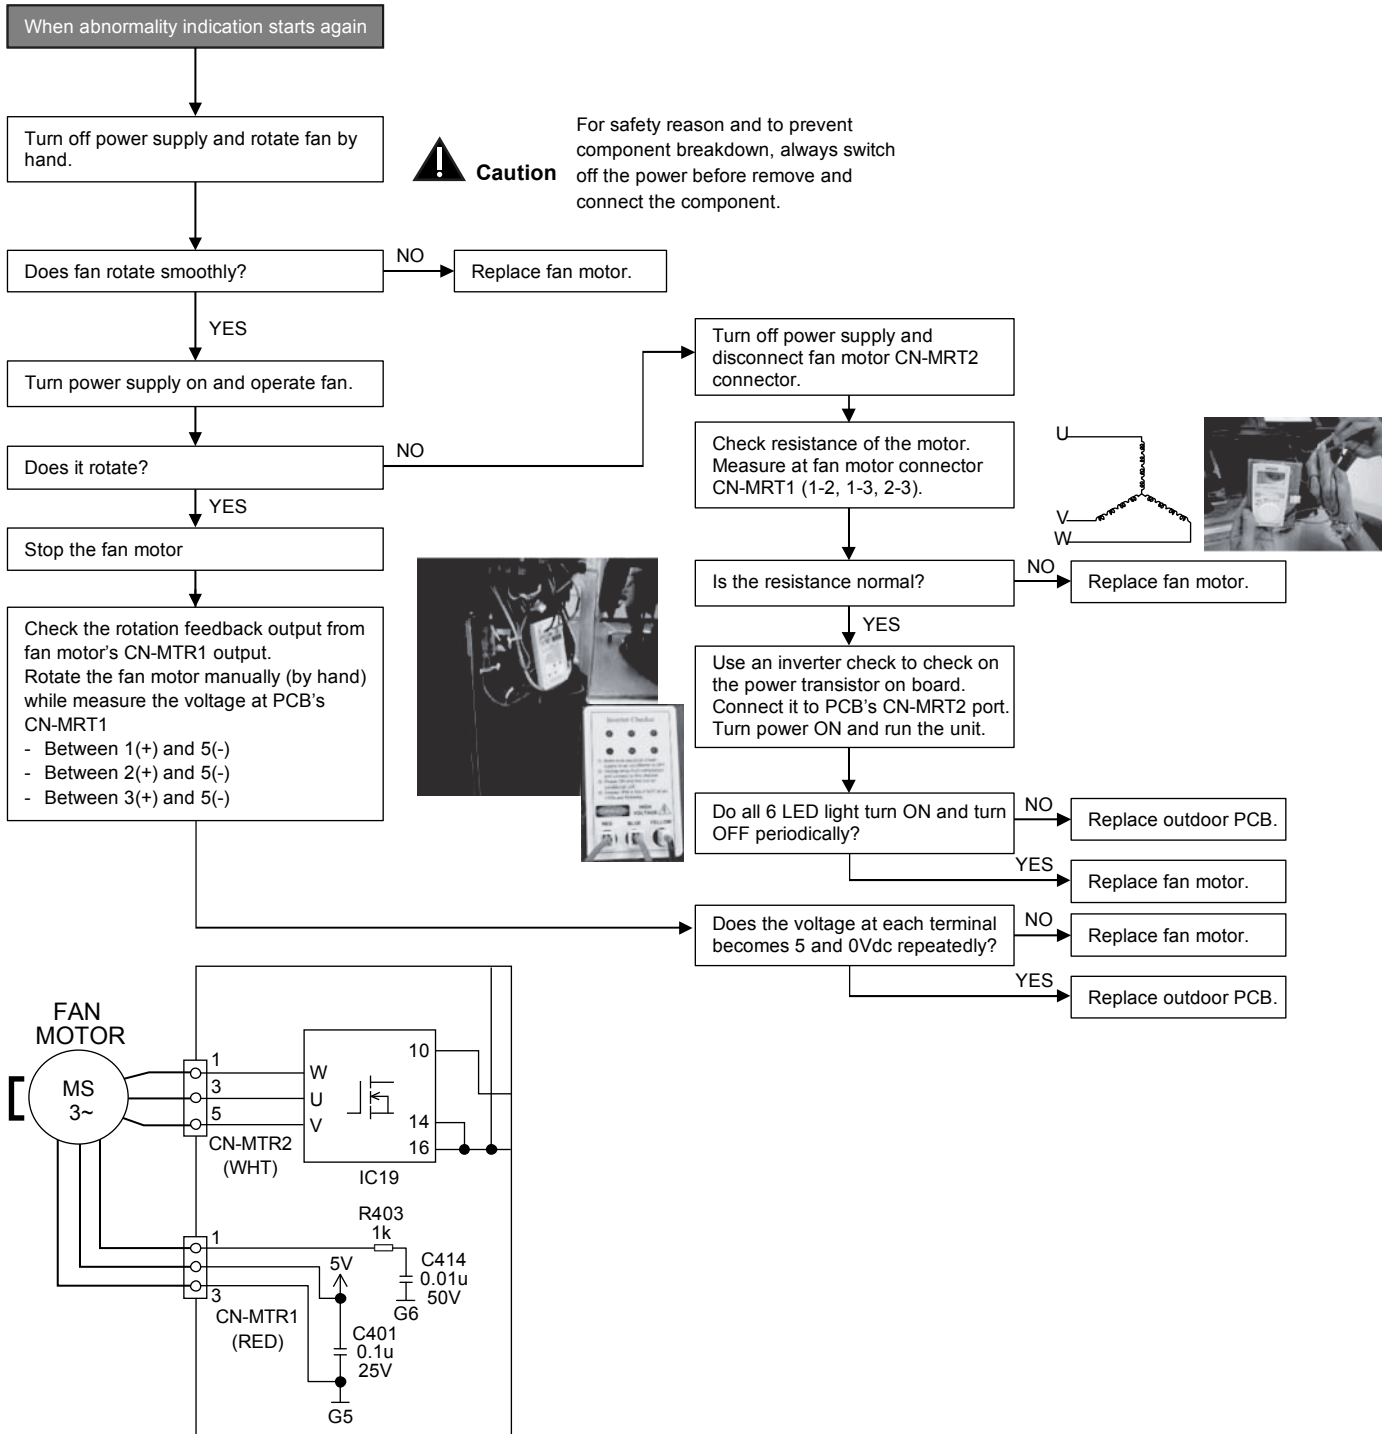 When abnormality indication starts again
Turn off power supply and rotate fan by
hand.
Caution
For safety reason and to prevent
component breakdown, always switch
off the power before remove and
connect the component.
Does fan rotate smoothly?
NO
Replace fan motor.
YES
Turn power supply on and operate fan.
Does it rotate?
NO
YES
Stop the fan motor
Check the rotation feedback output from
fan motor's CN-MTR1 output.
Rotate the fan motor manually (by hand)
while measure the voltage at PCB's
CN-MRT1
- Between 1(+) and 5(-)
- Between 2(+) and 5(-)
- Between 3(+) and 5(-)
Turn off power supply and
disconnect fan motor CN-MRT2
connector.
Check resistance of the motor.
Measure at fan motor connector
CN-MRT1 (1-2, 1-3, 2-3).
U
V
W
Is the resistance normal?
NO
Replace fan motor.
YES
Use an inverter check to check on
the power transistor on board.
Connect it to PCB's CN-MRT2 port.
Turn power ON and run the unit.
Inverter Checker
HIGH
VOLTAGE
RED BLUE YELLOW
Do all 6 LED light turn ON and turn
OFF periodically?
NO
Replace outdoor PCB.
YES
Replace fan motor.
Does the voltage at each terminal
becomes 5 and 0Vdc repeatedly?
NO
Replace fan motor.
YES
Replace outdoor PCB.
FAN
MOTOR
MS
3~
1
3
5
CN-MTR2
(WHT)
W
U
V
10
14
16
IC19
1
3
CN-MTR1
(RED)
R403
1k
5V
C414
0.01u
50V
G6
C401
0.1u
25V
G5